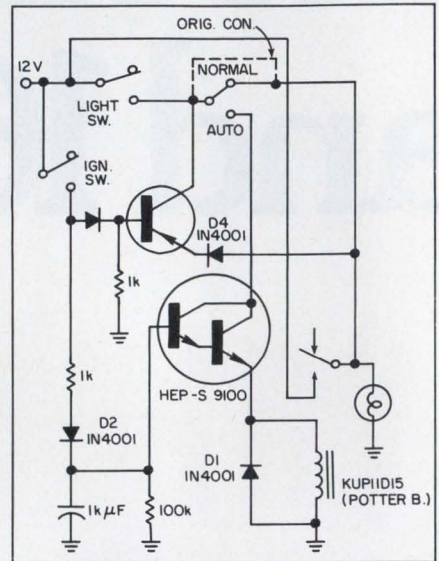 ORIG. CON.
12V
NORMAL
LIGHT
SW.
AUTO
IGN.
SW.
D4
IN4001
1k
1k
HEP-S 9100
D2
IN4001
D1
IN4001
KUP11D15
(POTTER B.)
1kμF
100k